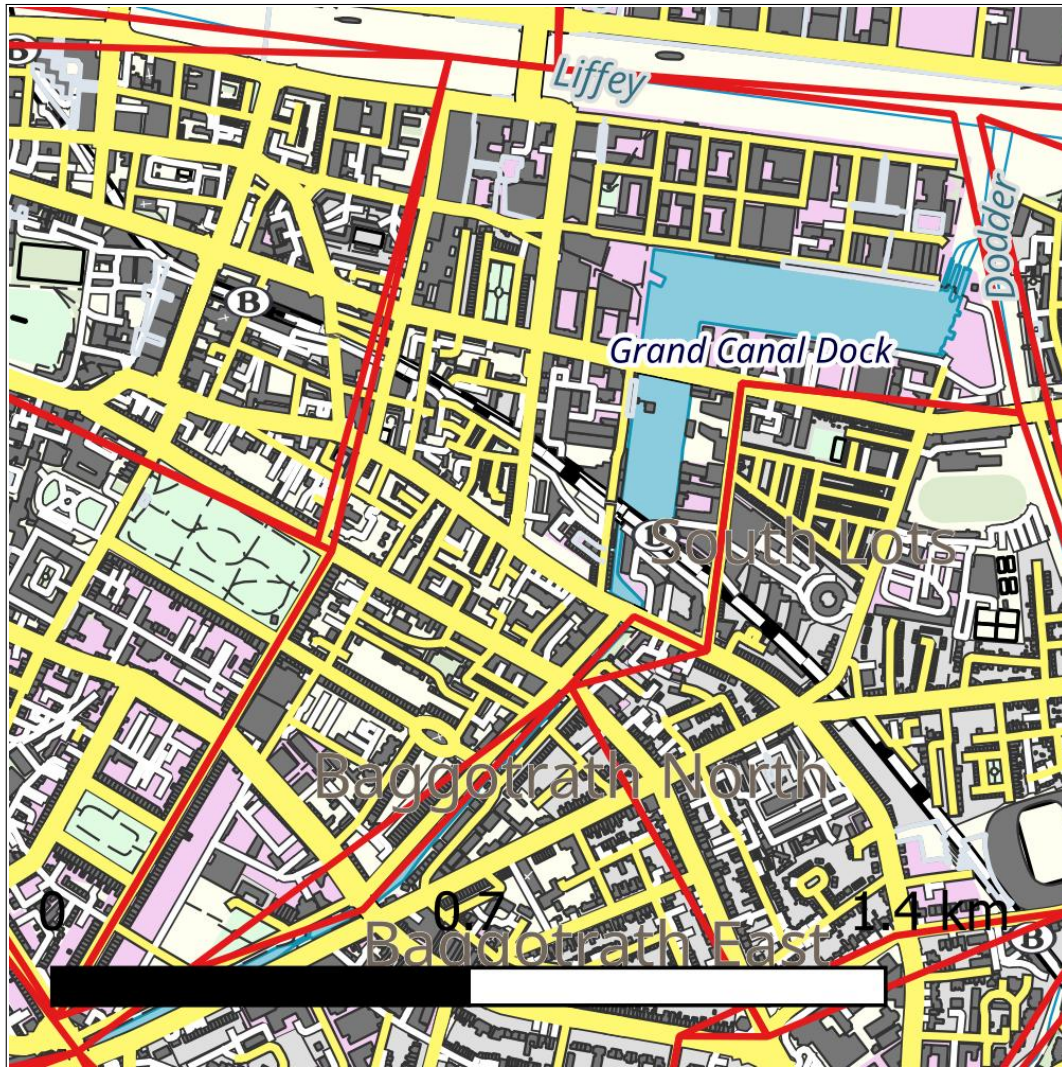 B
Liffey
Dodder
B
Grand Canal Dock
South Lots
Baggotrath North
0 0.7 1.4 km
Baggotrath East
B